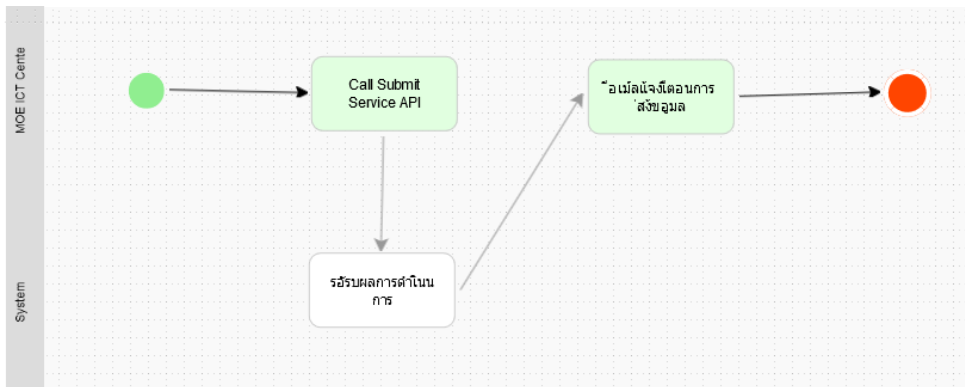 MOE ICT Cente
Call Submit
Service API
ือเม์ลแ้จงเืตอนการ
่สง้ขอูมล
รอัรบผลการดำเินน
การ
System